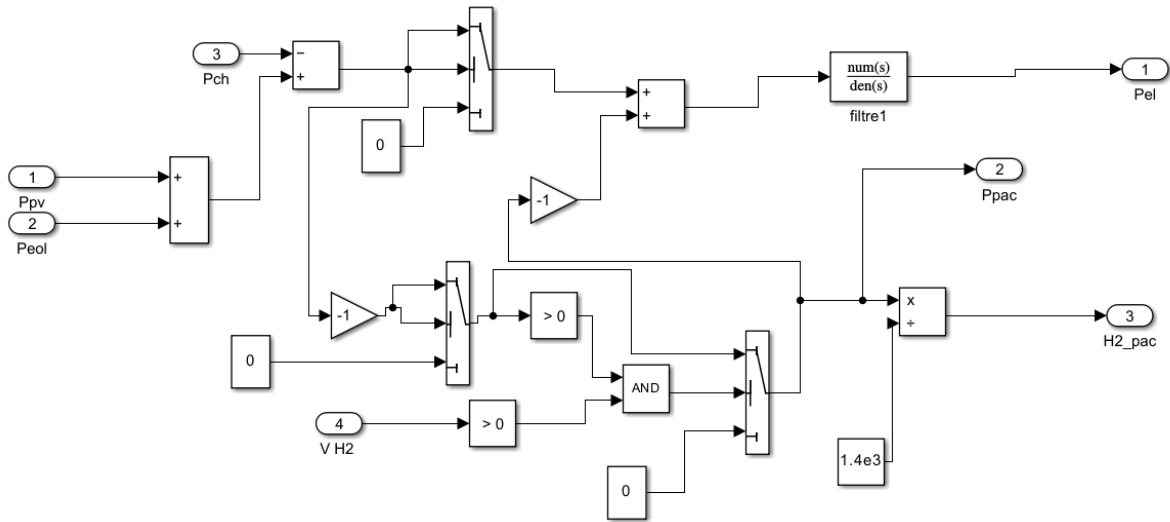 3
Pch
−
+
0
+
+
num(s)
den(s)
filtre1
1
Pel
1
Ppv
2
Peol
+
+
-1
2
Ppac
-1
0
> 0
AND
4
V H2
> 0
0
x
÷
3
H2_pac
1.4e3